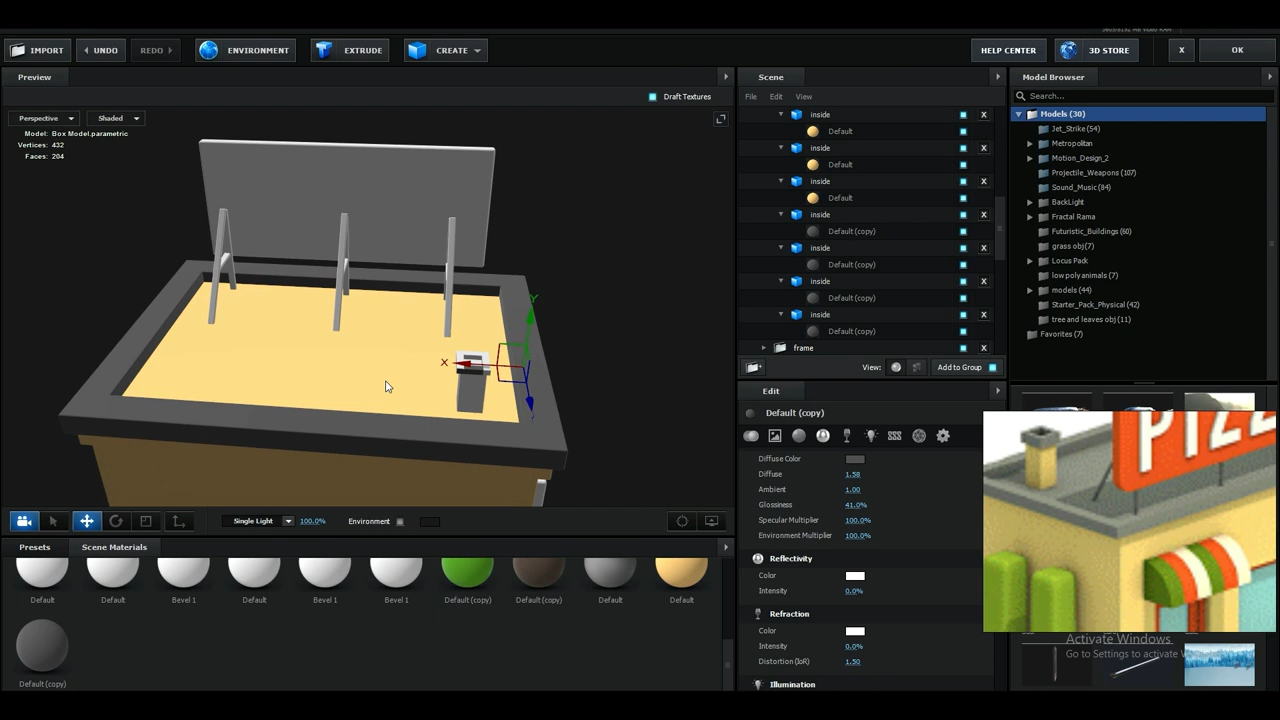 IMPORT
UNDO
REDO
ENVIRONMENT
EXTRUDE
CREATE
HELP CENTER
3D STORE
X
OK
Preview
Draft Textures
Perspective
Shaded
Model: Box Model.parametric
Vertices: 432
Faces: 204
Y
X
Single Light
100.0%
Environment
Presets
Scene Materials
Default
Default
Bevel 1
Default
Bevel 1
Bevel 1
Default (copy)
Default (copy)
Default
Default
Default (copy)
Scene
File Edit View
inside
X
Default
inside
X
Default
inside
X
Default
inside
X
Default (copy)
inside
X
Default (copy)
inside
X
Default (copy)
inside
X
Default (copy)
frame
X
View:
Add to Group
Edit
Default (copy)
Diffuse Color
Diffuse 1.58
Ambient 1.00
Glossiness 41.0%
Specular Multiplier 100.0%
Environment Multiplier 100.0%
Reflectivity
Color
Intensity 0.0%
Refraction
Color
Intensity 0.0%
Distortion (IoR) 1.50
Illumination
Model Browser
Search...
Models (30)
Jet_Strike (54)
Metropolitan
Motion_Design_2
Projectile_Weapons (107)
Sound_Music (84)
BackLight
Fractal Rama
Futuristic_Buildings (60)
grass obj (7)
Locus Pack
low poly animals (7)
models (44)
Starter_Pack_Physical (42)
tree and leaves obj (11)
Favorites (7)
PIZZ
Activate Windows
Go to Settings to activate W